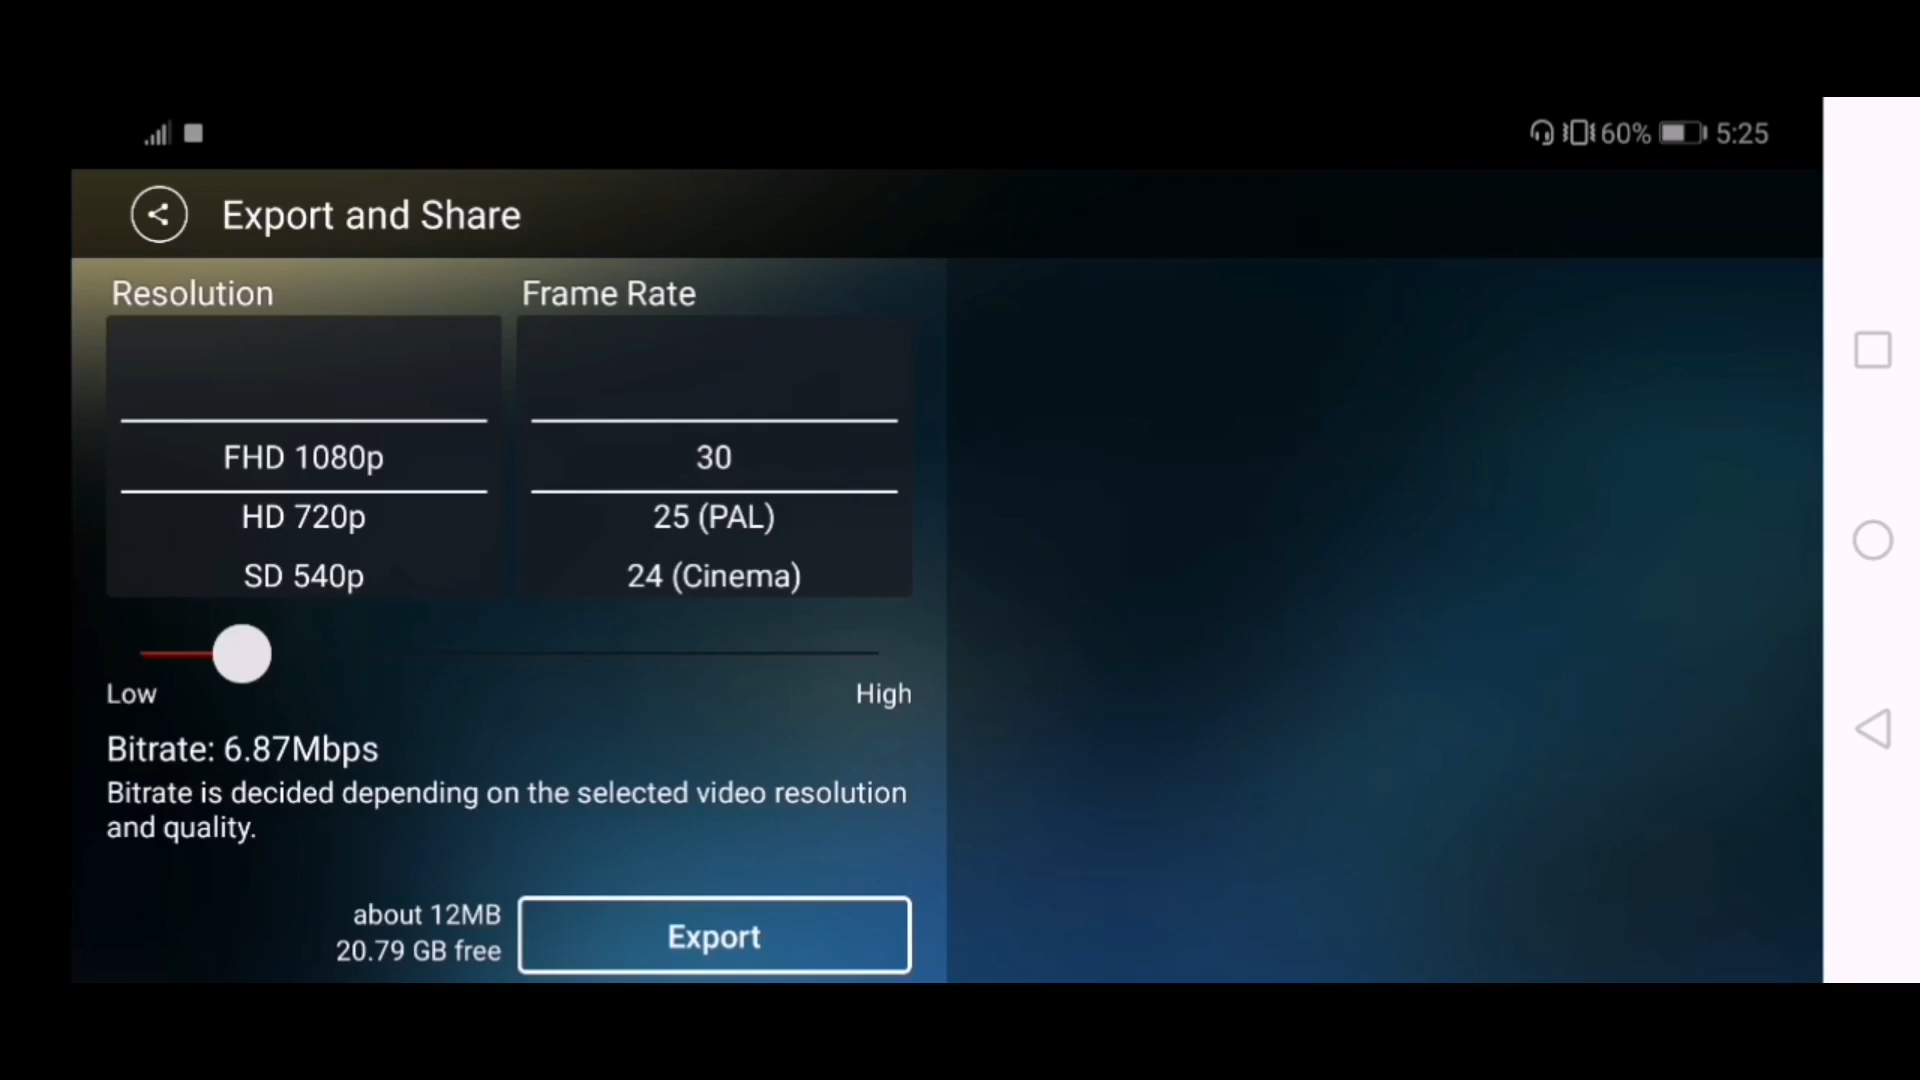 60% 5:25
Export and Share
Resolution
Frame Rate
FHD 1080p
HD 720p
SD 540p
30
25 (PAL)
24 (Cinema)
Low
High
Bitrate: 6.87Mbps
Bitrate is decided depending on the selected video resolution
and quality.
about 12MB
20.79 GB free
Export